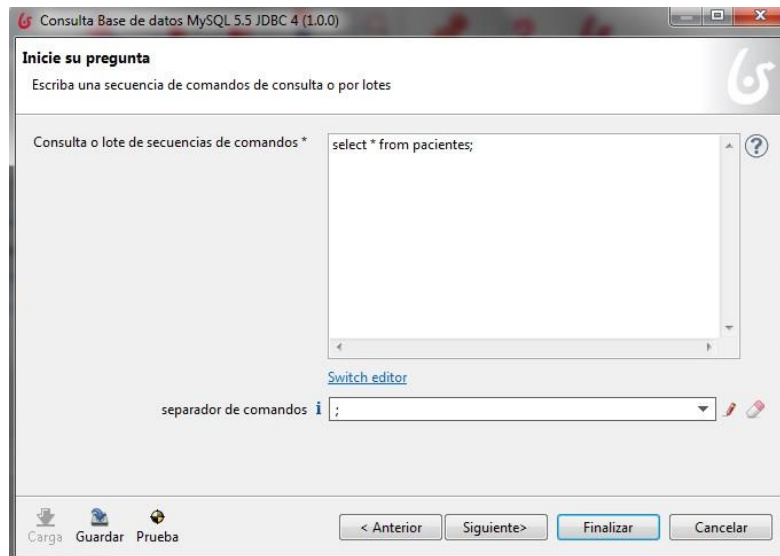 Consulta Base de datos MySQL 5.5 JDBC 4 (1.0.0)
Inicie su pregunta
Escriba una secuencia de comandos de consulta o por lotes
Consulta o lote de secuencias de comandos *
select * from pacientes;
Switch editor
separador de comandos
;
Carga
Guardar
Prueba
< Anterior
Siguiente>
Finalizar
Cancelar